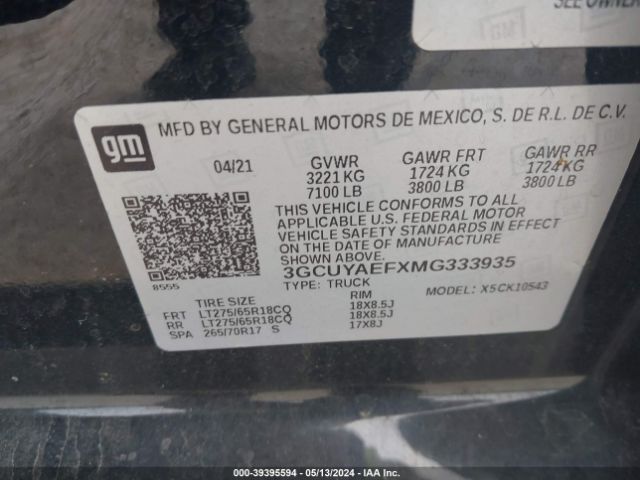 SEE OWNER
gm
MFD BY GENERAL MOTORS DE MEXICO, S. DE R.L. DE C.V.
04/21 GVWR GAWR FRT GAWR RR
3221 KG 1724 KG 1724 KG
7100 LB 3800 LB 3800 LB
THIS VEHICLE CONFORMS TO ALL
APPLICABLE U.S. FEDERAL MOTOR
VEHICLE SAFETY STANDARDS IN EFFECT
ON THE DATE OF MANUFACTURE
SHOWN ABOVE.
3GCUYAEFXMG333935
8555
TYPE: TRUCK MODEL: X5CK10543
TIRE SIZE RIM
FRT LT275/65R18CQ 18X8.5J
RR LT275/65R18CQ 18X8.5J
SPA 265/70R17 S 17X8J
© - 39395594 - 05/13/2024 - IAA Inc.